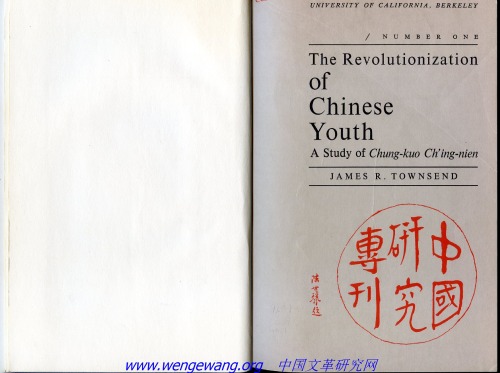 UNIVERSITY OF CALIFORNIA, BERKELEY
/ NUMBER ONE
The Revolutionization
of
Chinese
Youth
A Study of Chung-kuo Ch'ing-nien
JAMES R. TOWNSEND
中國
研究
專刊
www.wengewang.org 中国文革研究网